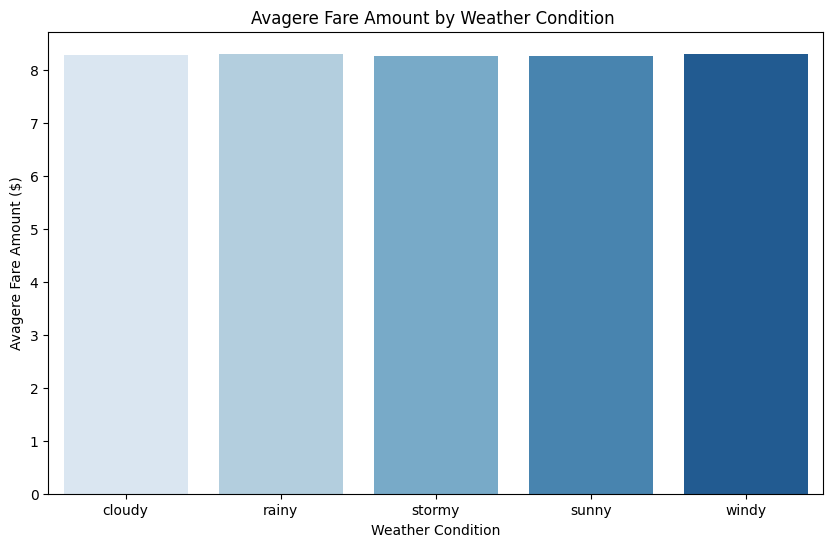 Avagere Fare Amount by Weather Condition
Avagere Fare Amount ($)
8
7
6
5
4
3
2
1
0
cloudy rainy stormy sunny windy
Weather Condition